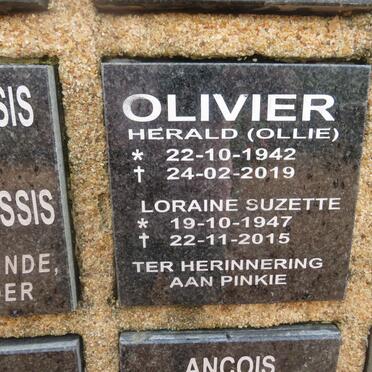 SIS
SSIS
NDE,
ER
OLIVIER
HERALD (OLLIE)
* 22-10-1942
† 24-02-2019
LORAINE SUZETTE
* 19-10-1947
† 22-11-2015
TER HERINNERING
AAN PINKIE
ANCOIS